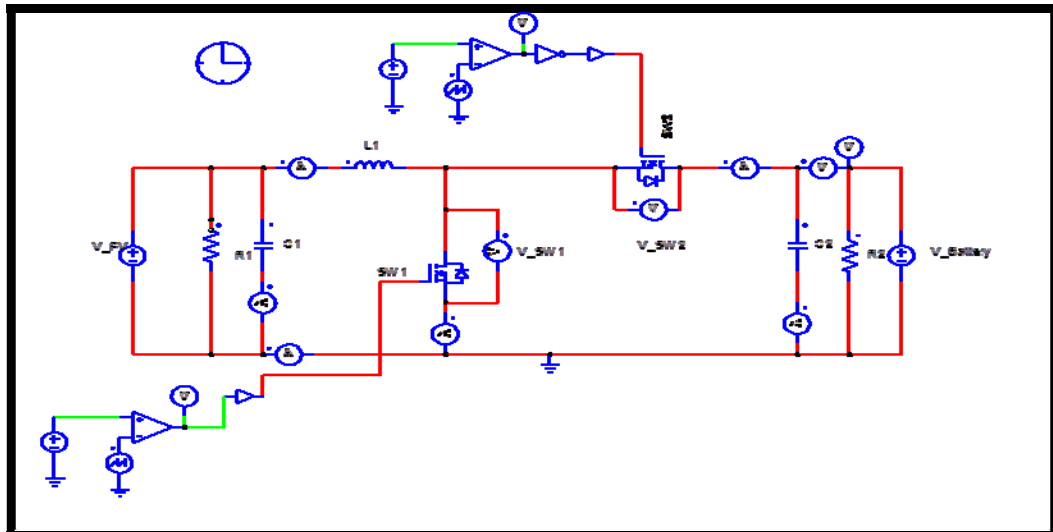 V
SW2
L1
A
A
V
V
V_PV
R1
C1
V
V_SW2
V_SW1
SW1
C2
R2
V_Battery
A
A
A
A
V